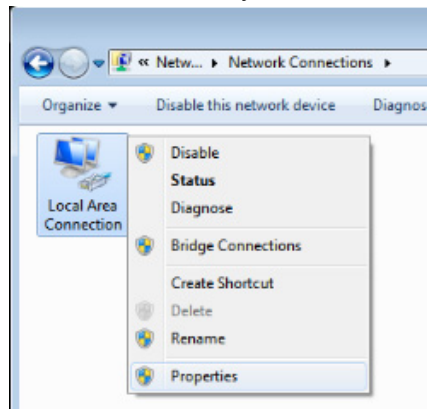 « Netw... ▸ Network Connections ▸
Organize ▾ Disable this network device Diagnos
Local Area
Connection
Disable
Status
Diagnose
Bridge Connections
Create Shortcut
Delete
Rename
Properties